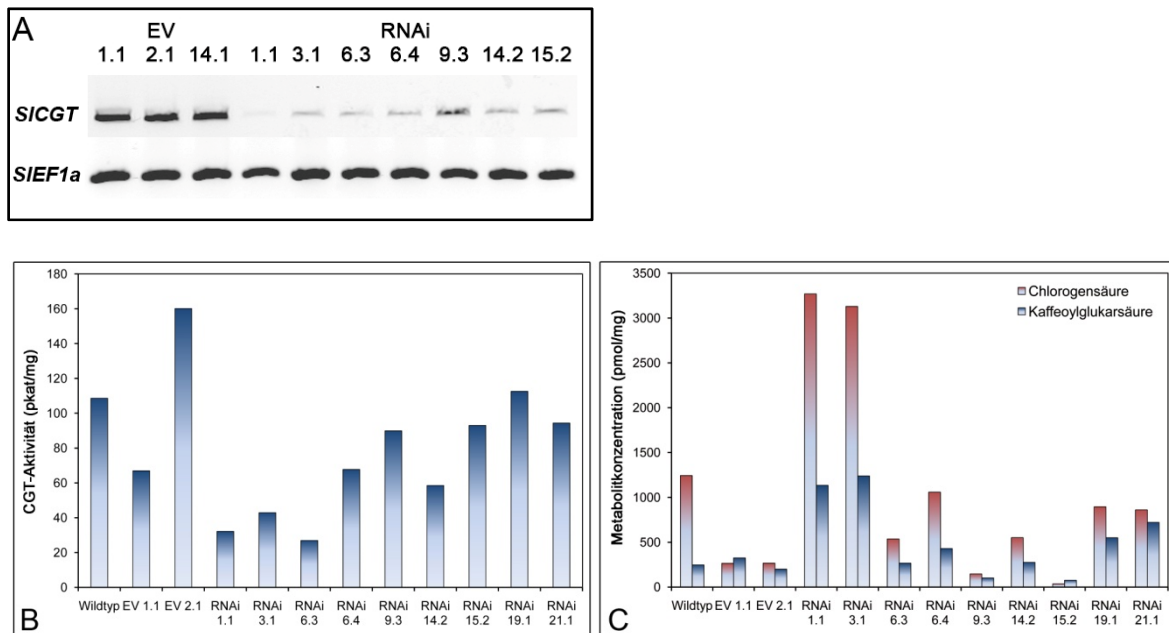 A
EV RNAi
1.1 2.1 14.1 1.1 3.1 6.3 6.4 9.3 14.2 15.2
SlCGT
SlEF1a
180
160
140
120
100
80
60
40
20
0
CGT-Aktivität (pkat/mg)
Wildtyp EV 1.1 EV 2.1 RNAi RNAi RNAi RNAi RNAi RNAi RNAi RNAi RNAi
1.1 3.1 6.3 6.4 9.3 14.2 15.2 19.1 21.1
B
3500
3000
2500
2000
1500
1000
500
0
Metabolitkonzentration (pmol/mg)
Chlorogensäure
Kaffeoylglukarsäure
Wildtyp EV 1.1 EV 2.1 RNAi RNAi RNAi RNAi RNAi RNAi RNAi RNAi RNAi
1.1 3.1 6.3 6.4 9.3 14.2 15.2 19.1 21.1
C